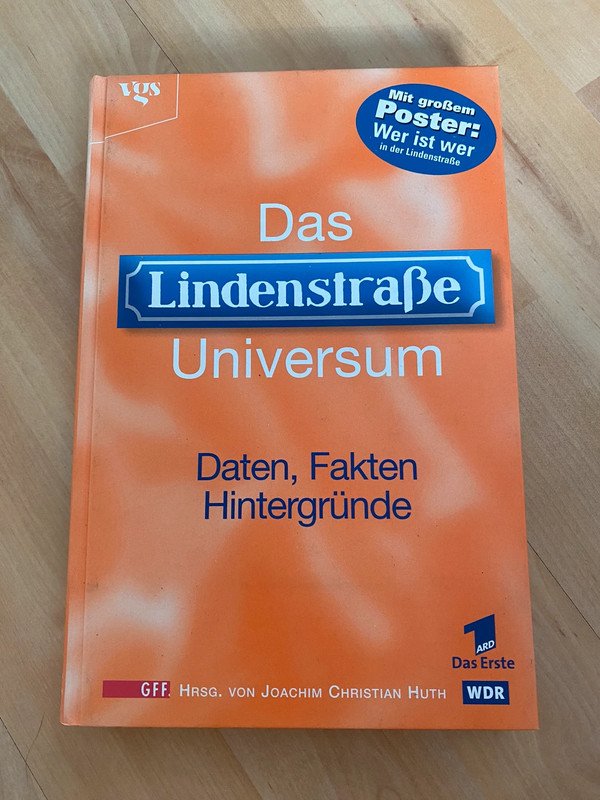 vgs
Mit großem
Poster:
Wer ist wer
in der Lindenstraße
Das
Lindenstraße
Universum
Daten, Fakten
Hintergründe
1
ARD
Das Erste
GFF HRSG. VON JOACHIM CHRISTIAN HUTH
WDR